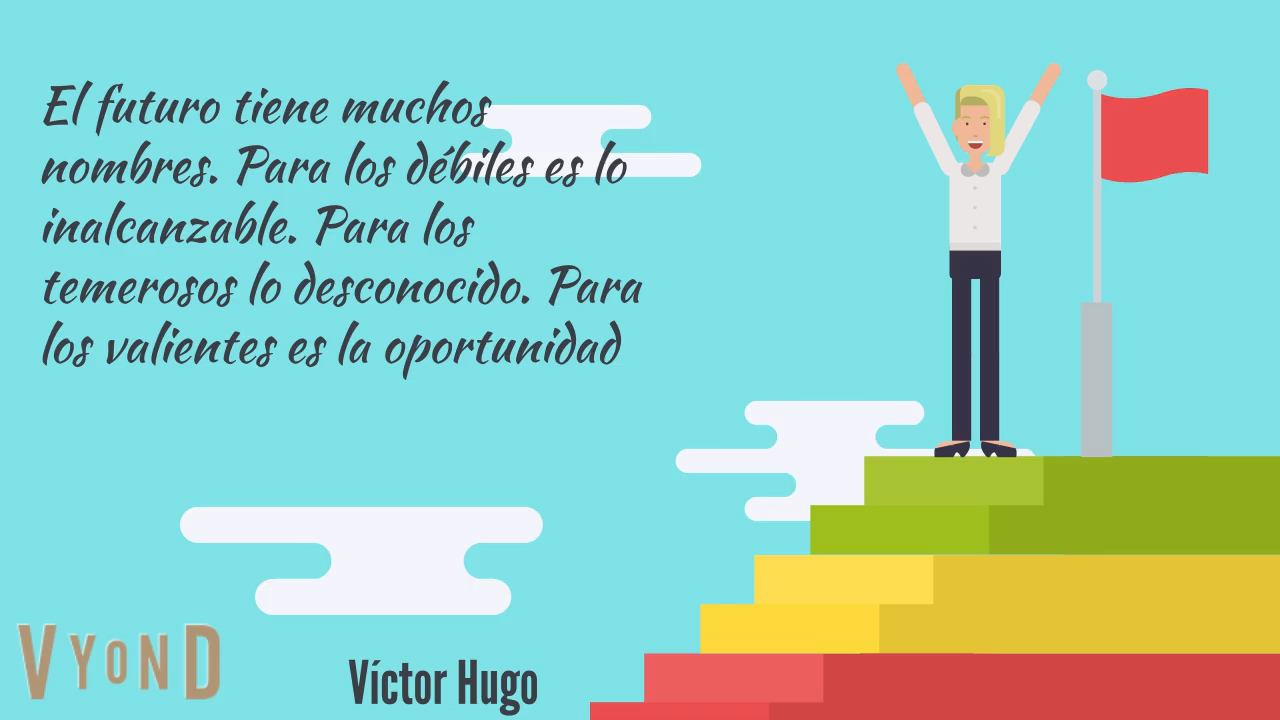 El futuro tiene muchos
nombres. Para los débiles es lo
inalcanzable. Para los
temerosos lo desconocido. Para
los valientes es la oportunidad
VYOND
Víctor Hugo